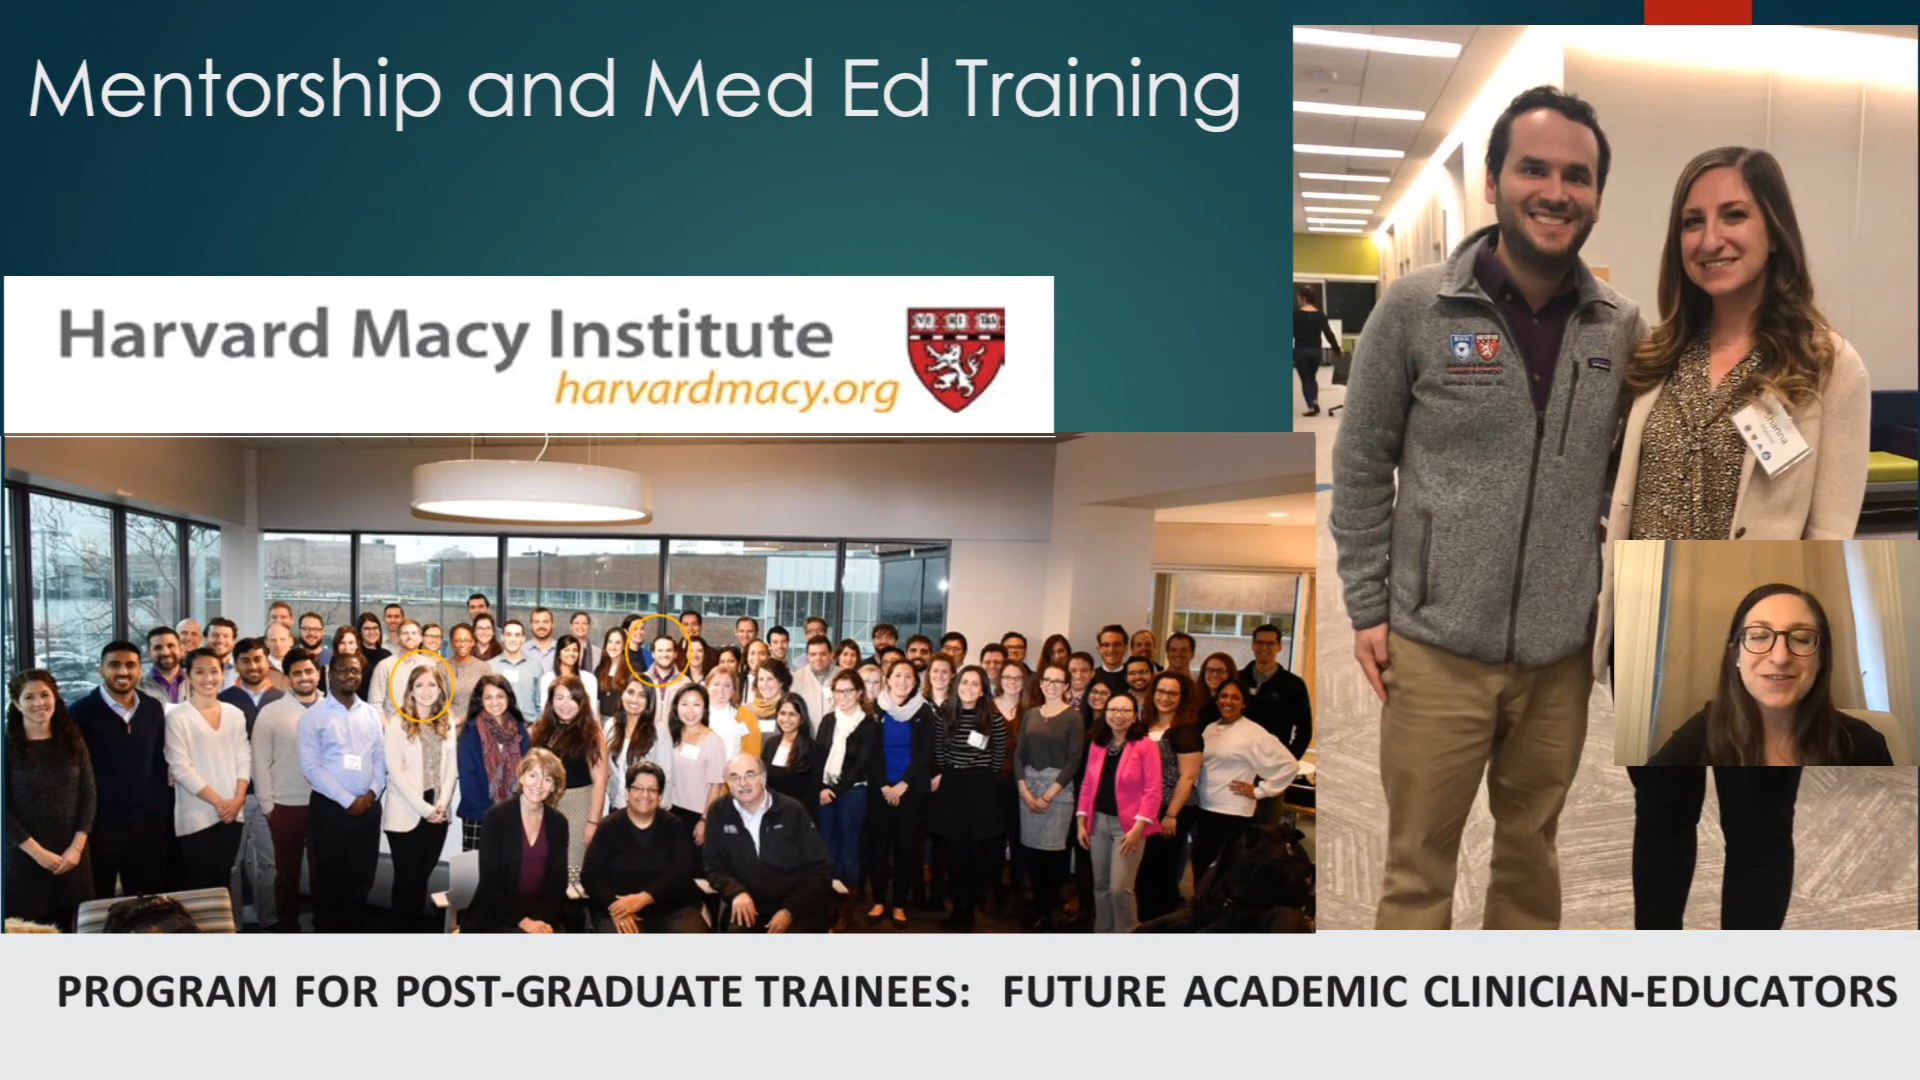 Mentorship and Med Ed Training
Harvard Macy Institute
harvardmacy.org
PROGRAM FOR POST-GRADUATE TRAINEES: FUTURE ACADEMIC CLINICIAN-EDUCATORS